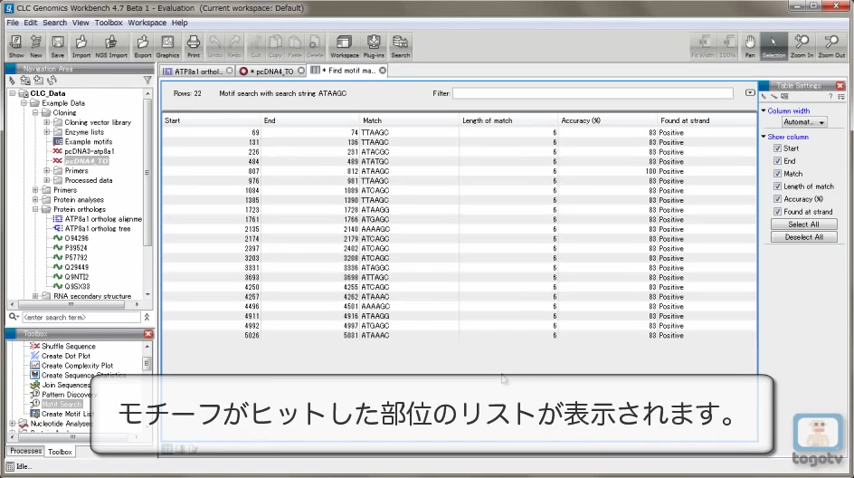 CLC Genomics Workbench 4.7 Beta 1 - Evaluation (Current workspace: Default)
File Edit Search View Toolbox Workspace Help
Show New Save Import NGS Import Export Graphics Print Undo Redo Cut Copy Paste Delete Workspace Plug-ins Search Fit Width 100% Pan Selection Zoom In Zoom Out
Navigation Area
CLC_Data
Example Data
Cloning
Cloning vector library
Enzyme lists
Example motifs
pcDNA3-atp8a1
pcDNA4_TO
Primers
Processed data
Primers
Protein analyses
Protein orthologs
ATP8a1 ortholog alignme
ATP8a1 ortholog tree
O94296
P39524
P57792
Q29449
Q9NTI2
Q9SX33
RNA secondary structure
<enter search term>
Toolbox
Shuffle Sequence
Create Dot Plot
Create Complexity Plot
Create Sequence Statistics
Join Sequences
Pattern Discovery
Motif Search
Create Motif List
Nucleotide Analyses
Processes Toolbox
Idle...
ATP8a1 orthol...
* pcDNA4_TO
* Find motif ma...
Rows: 22 Motif search with search string ATAAGC Filter:
Start End Match Length of match Accuracy (%) Found at strand
69 74 TTAAGC 6 83 Positive
131 136 TTAAGC 6 83 Positive
226 231 ATACGC 6 83 Positive
484 489 ATATGC 6 83 Positive
807 812 ATAAGC 6 100 Positive
976 981 TTAAGC 6 83 Positive
1084 1089 ATCAGC 6 83 Positive
1385 1390 TTAAGC 6 83 Positive
1723 1728 ATAAGG 6 83 Positive
1761 1766 ATGAGC 6 83 Positive
2135 2140 AAAAGC 6 83 Positive
2174 2179 ATCAGC 6 83 Positive
2397 2402 ATCAGC 6 83 Positive
3203 3208 ATCAGC 6 83 Positive
3331 3336 ATAGGC 6 83 Positive
3693 3698 ATTAGC 6 83 Positive
4250 4255 ATCAGC 6 83 Positive
4257 4262 ATAAAC 6 83 Positive
4496 4501 AAAAGC 6 83 Positive
4911 4916 ATAGGC 6 83 Positive
4992 4997 ATGAGC 6 83 Positive
5026 5031 ATAAAC 6 83 Positive
Table Settings
Column width
Automat...
Show column
Start
End
Match
Length of match
Accuracy (%)
Found at strand
Select All
Deselect All
モチーフがヒットした部位のリストが表示されます。
togotv